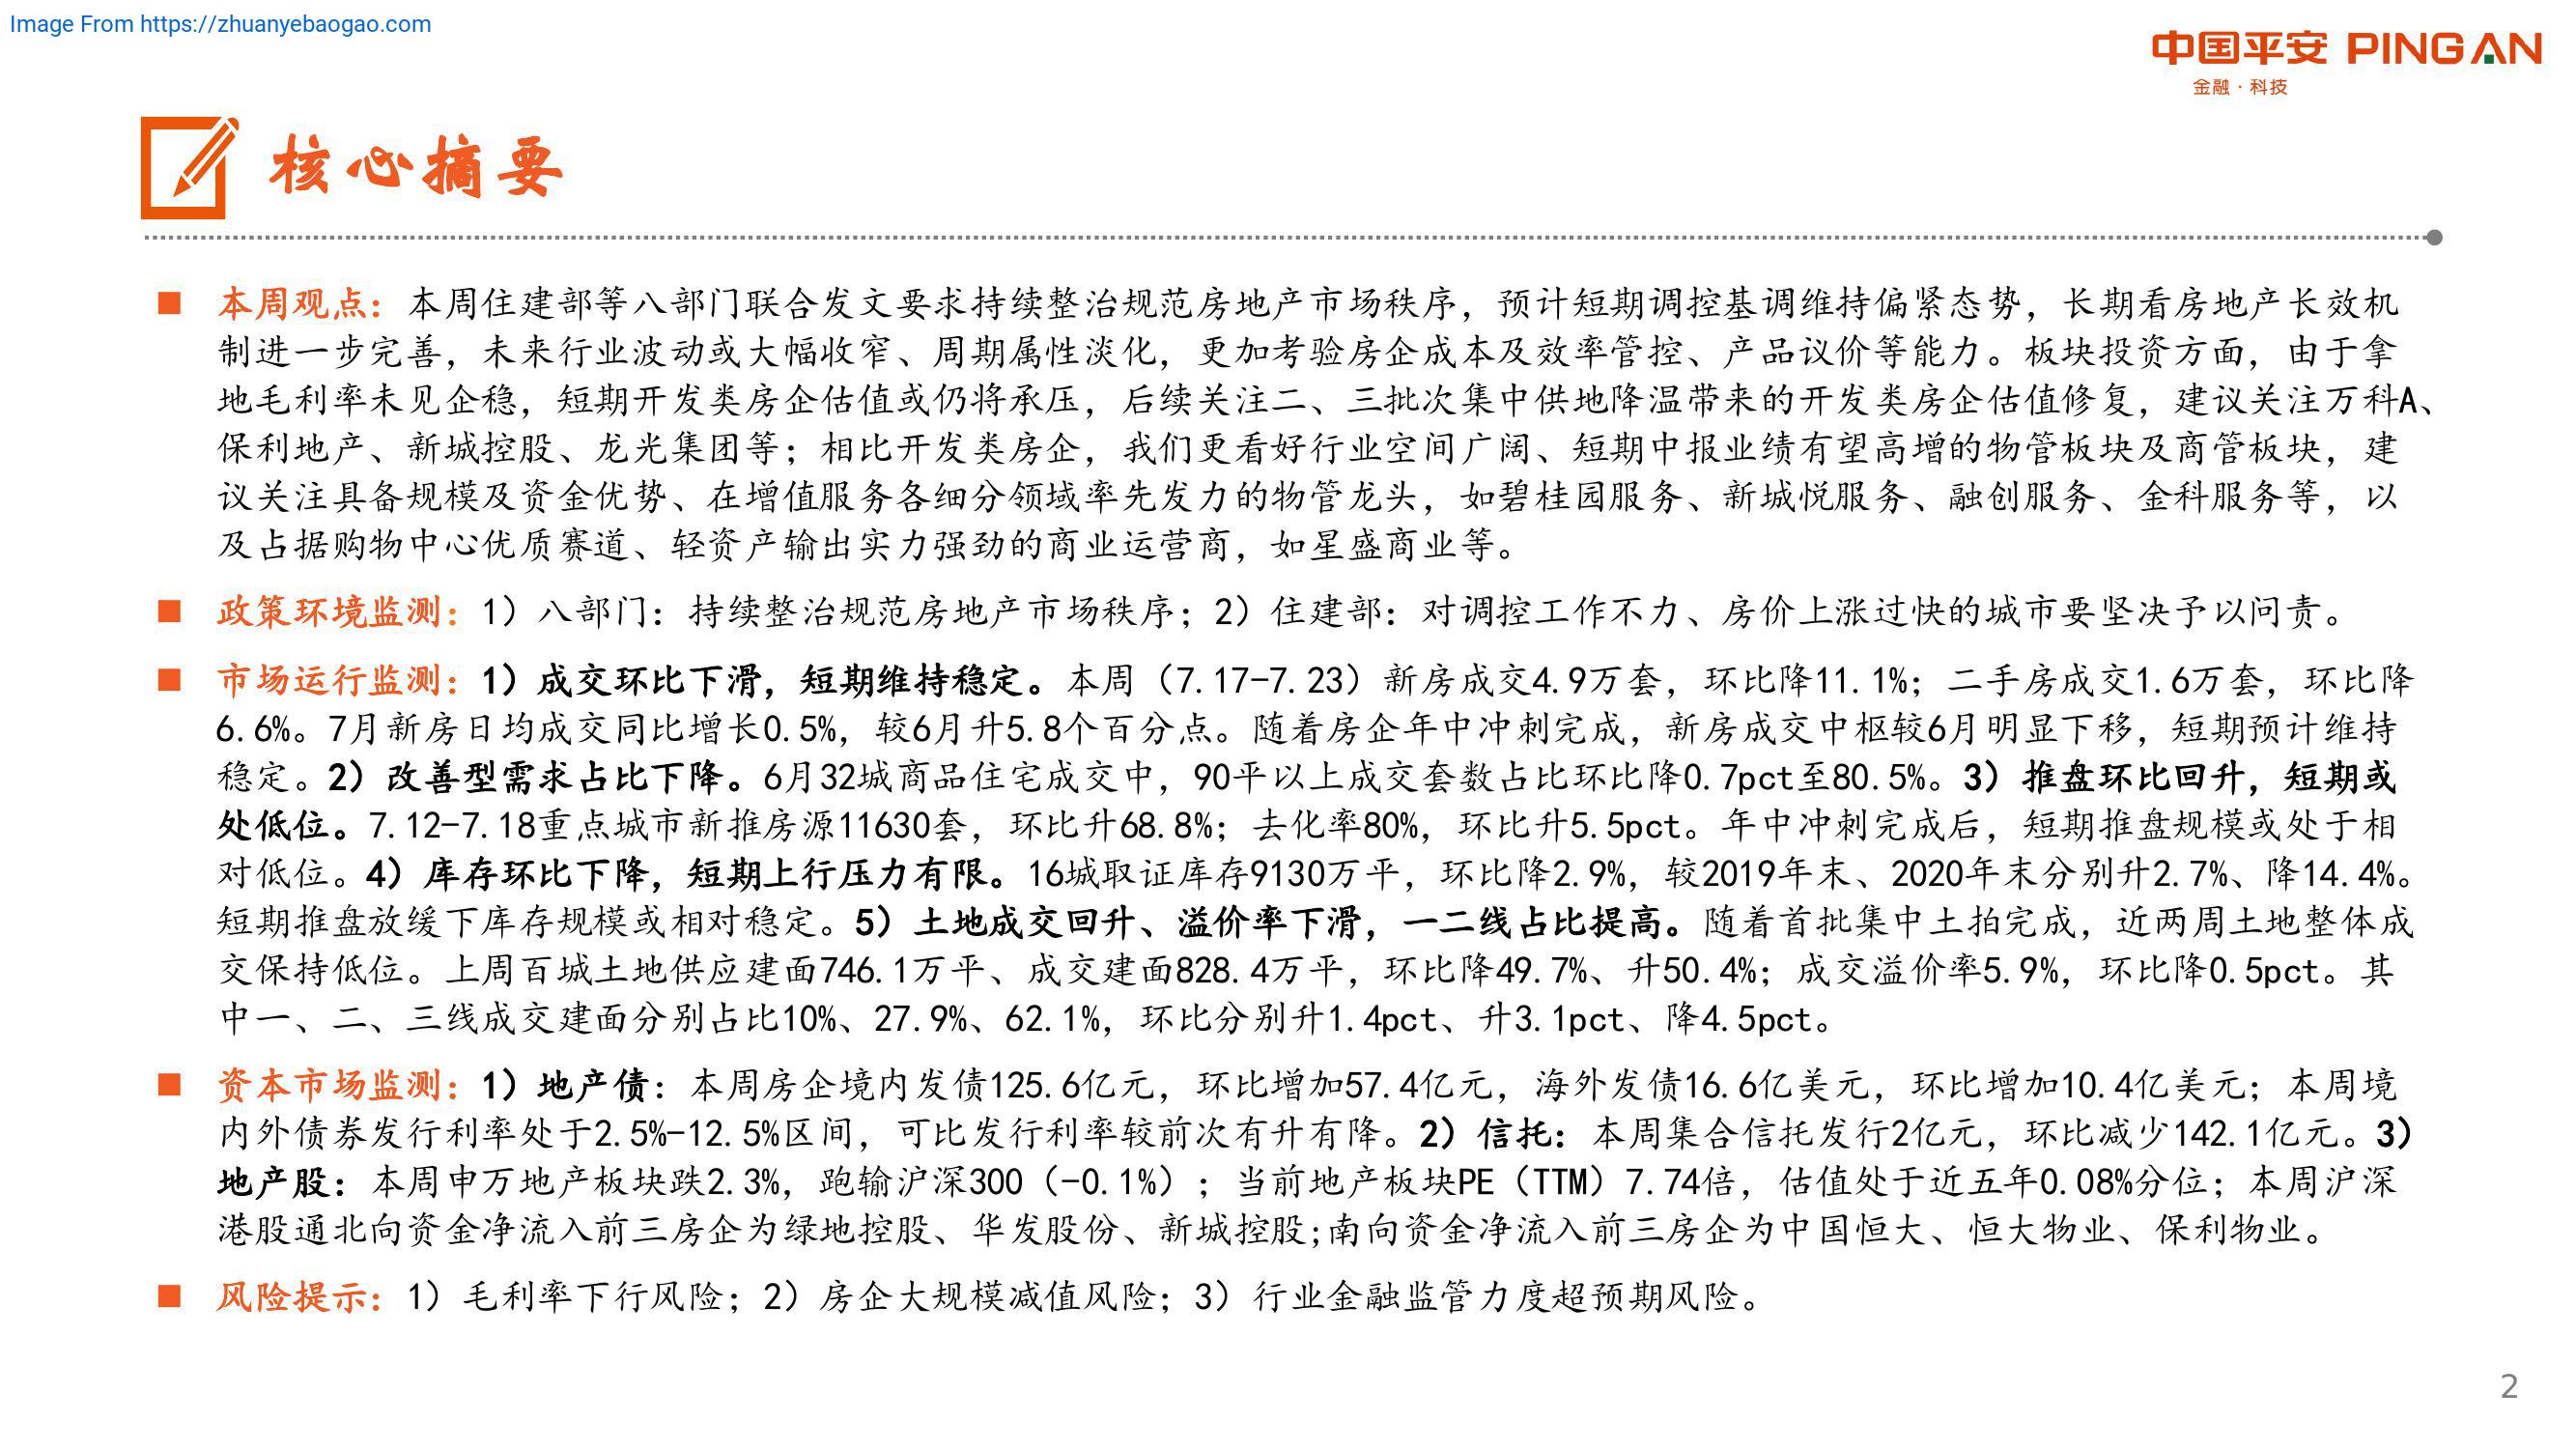 Image From https://zhuanyebaogao.com
中国平安 PING AN
金融·科技
核心摘要
■ 本周观点：本周住建部等八部门联合发文要求持续整治规范房地产市场秩序，预计短期调控基调维持偏紧态势，长期看房地产长效机
制进一步完善，未来行业波动或大幅收窄、周期属性淡化，更加考验房企成本及效率管控、产品议价等能力。板块投资方面，由于拿
地毛利率未见企稳，短期开发类房企估值或仍将承压，后续关注二、三批次集中供地降温带来的开发类房企估值修复，建议关注万科A、
保利地产、新城控股、龙光集团等；相比开发类房企，我们更看好行业空间广阔、短期中报业绩有望高增的物管板块及商管板块，建
议关注具备规模及资金优势、在增值服务各细分领域率先发力的物管龙头，如碧桂园服务、新城悦服务、融创服务、金科服务等，以
及占据购物中心优质赛道、轻资产输出实力强劲的商业运营商，如星盛商业等。
■ 政策环境监测：1）八部门：持续整治规范房地产市场秩序；2）住建部：对调控工作不力、房价上涨过快的城市要坚决予以问责。
■ 市场运行监测：1）成交环比下滑，短期维持稳定。本周（7.17-7.23）新房成交4.9万套，环比降11.1%；二手房成交1.6万套，环比降
6.6%。7月新房日均成交同比增长0.5%，较6月升5.8个百分点。随着房企年中冲刺完成，新房成交中枢较6月明显下移，短期预计维持
稳定。2）改善型需求占比下降。6月32城商品住宅成交中，90平以上成交套数占比环比降0.7pct至80.5%。3）推盘环比回升，短期或
处低位。7.12-7.18重点城市新推房源11630套，环比升68.8%；去化率80%，环比升5.5pct。年中冲刺完成后，短期推盘规模或处于相
对低位。4）库存环比下降，短期上行压力有限。16城取证库存9130万平，环比降2.9%，较2019年末、2020年末分别升2.7%、降14.4%。
短期推盘放缓下库存规模或相对稳定。5）土地成交回升、溢价率下滑，一二线占比提高。随着首批集中土拍完成，近两周土地整体成
交保持低位。上周百城土地供应建面746.1万平、成交建面828.4万平，环比降49.7%、升50.4%；成交溢价率5.9%，环比降0.5pct。其
中一、二、三线成交建面分别占比10%、27.9%、62.1%，环比分别升1.4pct、升3.1pct、降4.5pct。
■ 资本市场监测：1）地产债：本周房企境内发债125.6亿元，环比增加57.4亿元，海外发债16.6亿美元，环比增加10.4亿美元；本周境
内外债券发行利率处于2.5%-12.5%区间，可比发行利率较前次有升有降。2）信托：本周集合信托发行2亿元，环比减少142.1亿元。3）
地产股：本周申万地产板块跌2.3%，跑输沪深300（-0.1%）；当前地产板块PE（TTM）7.74倍，估值处于近五年0.08%分位；本周沪深
港股通北向资金净流入前三房企为绿地控股、华发股份、新城控股;南向资金净流入前三房企为中国恒大、恒大物业、保利物业。
■ 风险提示：1）毛利率下行风险；2）房企大规模减值风险；3）行业金融监管力度超预期风险。
2